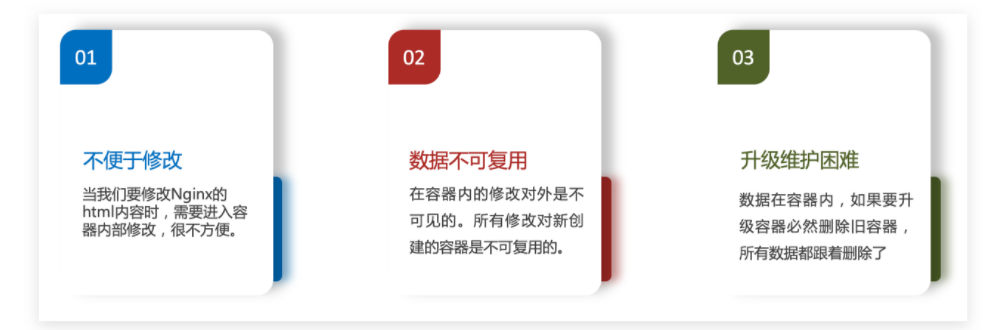 01
不便于修改
当我们要修改Nginx的
html内容时，需要进入容
器内部修改，很不方便。
02
数据不可复用
在容器内的修改对外是不
可见的。所有修改对新创
建的容器是不可复用的。
03
升级维护困难
数据在容器内，如果要升
级容器必然删除旧容器，
所有数据都跟着删除了